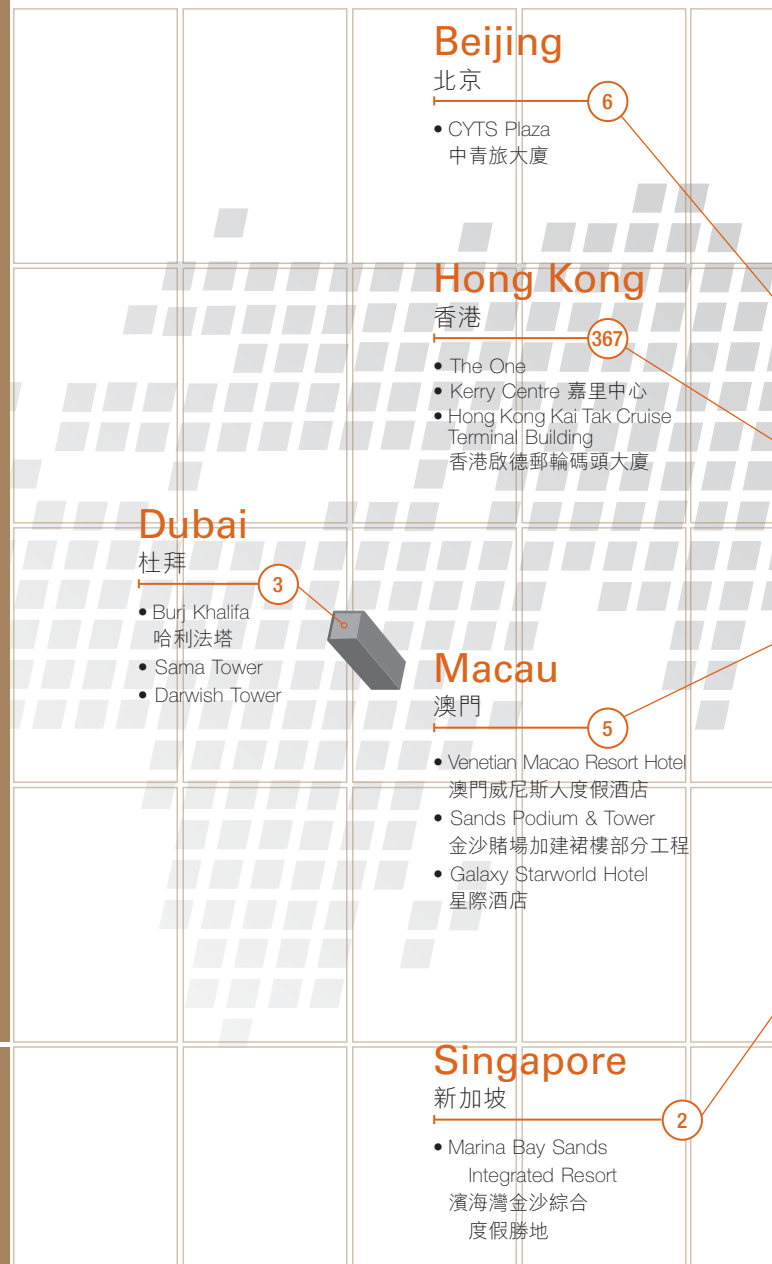 Beijing
北京
6
• CYTS Plaza
中青旅大廈
Hong Kong
香港
367
• The One
• Kerry Centre 嘉里中心
• Hong Kong Kai Tak Cruise
Terminal Building
香港啟德郵輪碼頭大廈
Dubai
杜拜
3
• Burj Khalifa
哈利法塔
• Sama Tower
• Darwish Tower
Macau
澳門
5
• Venetian Macao Resort Hotel
澳門威尼斯人度假酒店
• Sands Podium & Tower
金沙賭場加建裙樓部分工程
• Galaxy Starworld Hotel
星際酒店
Singapore
新加坡
2
• Marina Bay Sands
Integrated Resort
濱海灣金沙綜合
度假勝地